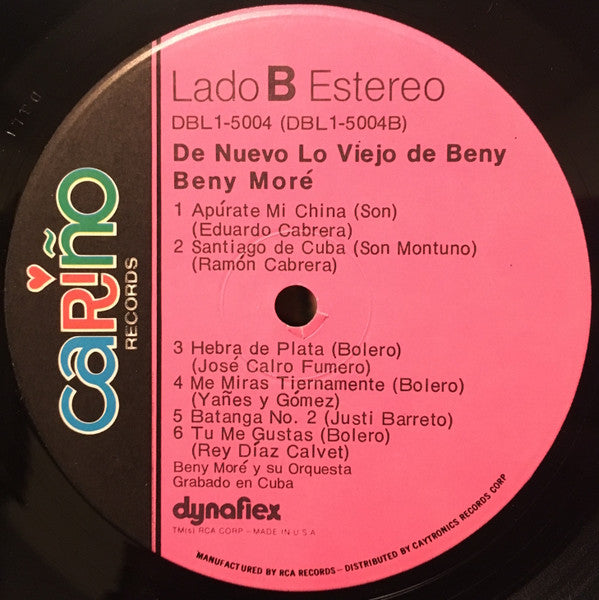 Lado B Estereo
DBL1-5004 (DBL1-5004B)
De Nuevo Lo Viejo de Beny
Beny Moré
1 Apúrate Mi China (Son)
(Eduardo Cabrera)
2 Santiago de Cuba (Son Montuno)
(Ramón Cabrera)
3 Hebra de Plata (Bolero)
(José Calro Fumero)
4 Me Miras Tiernamente (Bolero)
(Yañes y Gómez)
5 Batanga No. 2 (Justi Barreto)
6 Tu Me Gustas (Bolero)
(Rey Díaz Calvet)
Beny Moré y su Orquesta
Grabado en Cuba
dynaflex
TM(s) RCA CORP – MADE IN U.S.A.
MANUFACTURED BY RCA RECORDS – DISTRIBUTED BY CAYTRONICS RECORDS CORP
cariño
RECORDS